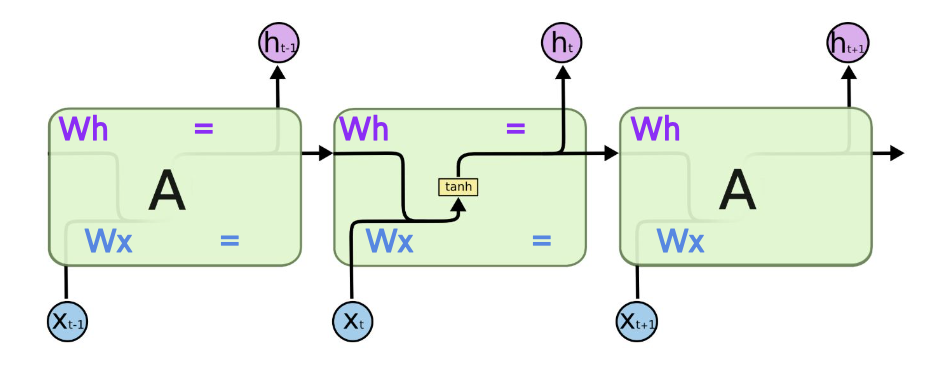 ht-1 ht ht+1
Wh = Wh = Wh
A tanh A
Wx = Wx = Wx
xt-1 xt xt+1